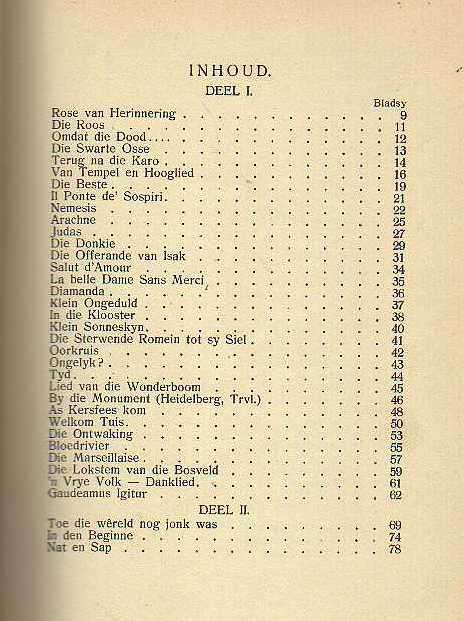 INHOUD.
DEEL I.
Bladsy
Rose van Herinnering . . . . . . . . . . . 9
Die Roos . . . . . . . . . . . . . 11
Omdat die Dood.... . . . . . . . . . . . 12
Die Swarte Osse . . . . . . . . . . . . 13
Terug na die Karo . . . . . . . . . . . . 14
Van Tempel en Hooglied . . . . . . . . . . 16
Die Beste . . . . . . . . . . . . . . 19
Il Ponte de' Sospiri. . . . . . . . . . . . 21
Nemesis . . . . . . . . . . . . . . 22
Arachne . . . . . . . . . . . . . . 25
Judas . . . . . . . . . . . . . . . 27
Die Donkie . . . . . . . . . . . . . 29
Die Offerande van Isak . . . . . . . . . . 31
Salut d'Amour . . . . . . . . . . . . . 34
La belle Dame Sans Merci . . . . . . . . . . 35
Diamanda . . . . . . . . . . . . . . 36
Klein Ongeduld . . . . . . . . . . . . 37
In die Klooster . . . . . . . . . . . . . 38
Klein Sonneskyn. . . . . . . . . . . . . 40
Die Sterwende Romein tot sy Siel . . . . . . . . 41
Oorkruis . . . . . . . . . . . . . . 42
Ongelyk? . . . . . . . . . . . . . . 43
Tyd . . . . . . . . . . . . . . . . 44
Lied van die Wonderboom . . . . . . . . . 45
By die Monument (Heidelberg, Trvl.) . . . . . . . 46
As Kersfees kom . . . . . . . . . . . . 48
Welkom Tuis . . . . . . . . . . . . . 50
Die Ontwaking . . . . . . . . . . . . . 53
Bloedrivier . . . . . . . . . . . . . . 55
Die Marseillaise . . . . . . . . . . . . . 57
Die Lokstem van die Bosveld . . . . . . . . . 59
'n Vrye Volk — Danklied . . . . . . . . . . 61
Gaudeamus Igitur . . . . . . . . . . . . 62
DEEL II.
Toe die wêreld nog jonk was . . . . . . . . . 69
In den Beginne . . . . . . . . . . . . . 74
Nat en Sap . . . . . . . . . . . . . . 78